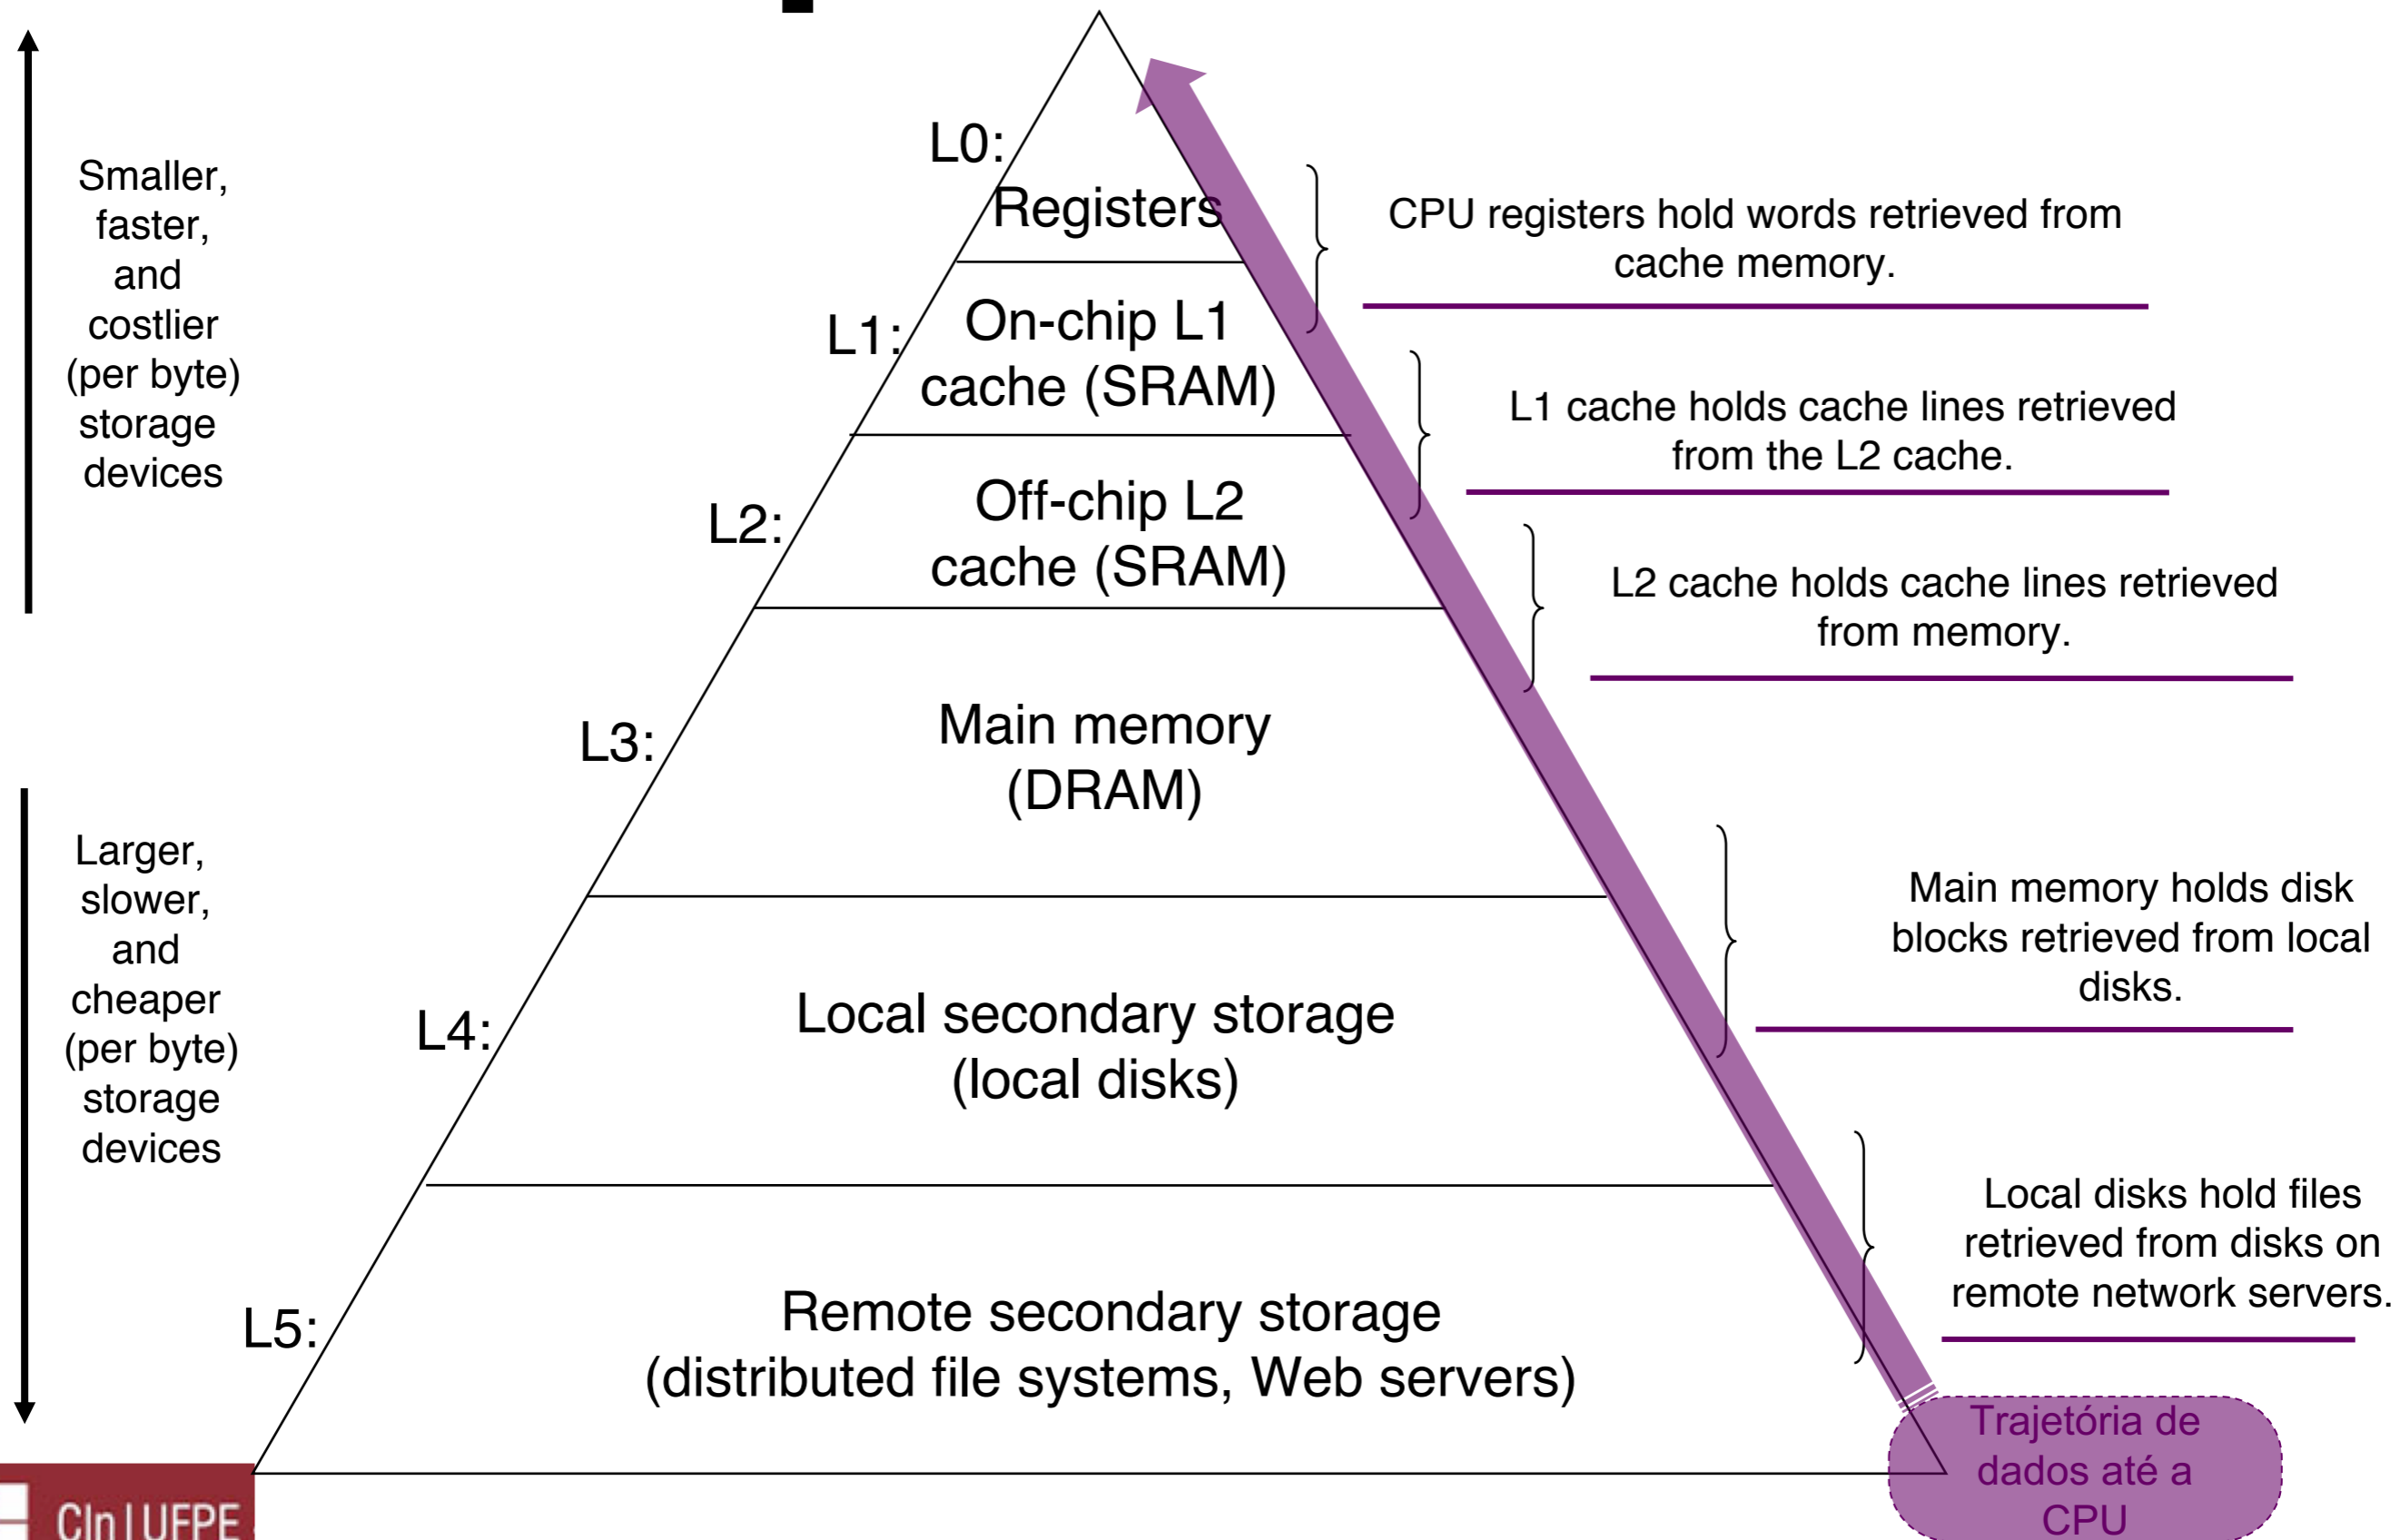 Smaller,
faster,
and
costlier
(per byte)
storage
devices
Larger,
slower,
and
cheaper
(per byte)
storage
devices
L0:
Registers
L1:
On-chip L1
cache (SRAM)
L2:
Off-chip L2
cache (SRAM)
L3:
Main memory
(DRAM)
L4:
Local secondary storage
(local disks)
L5:
Remote secondary storage
(distributed file systems, Web servers)
CPU registers hold words retrieved from
cache memory.
L1 cache holds cache lines retrieved
from the L2 cache.
L2 cache holds cache lines retrieved
from memory.
Main memory holds disk
blocks retrieved from local
disks.
Local disks hold files
retrieved from disks on
remote network servers.
Trajetória de
dados até a
CPU
CIn | UFPE